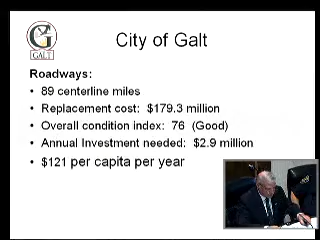 GALT
City of Galt
Roadways:
• 89 centerline miles
• Replacement cost: $179.3 million
• Overall condition index: 76 (Good)
• Annual Investment needed: $2.9 million
• $121 per capita per year